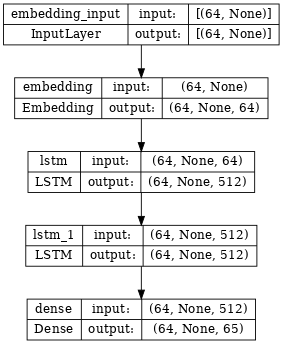 embedding_input input: [(64, None)]
InputLayer output: [(64, None)]
embedding input: (64, None)
Embedding output: (64, None, 64)
lstm input: (64, None, 64)
LSTM output: (64, None, 512)
lstm_1 input: (64, None, 512)
LSTM output: (64, None, 512)
dense input: (64, None, 512)
Dense output: (64, None, 65)